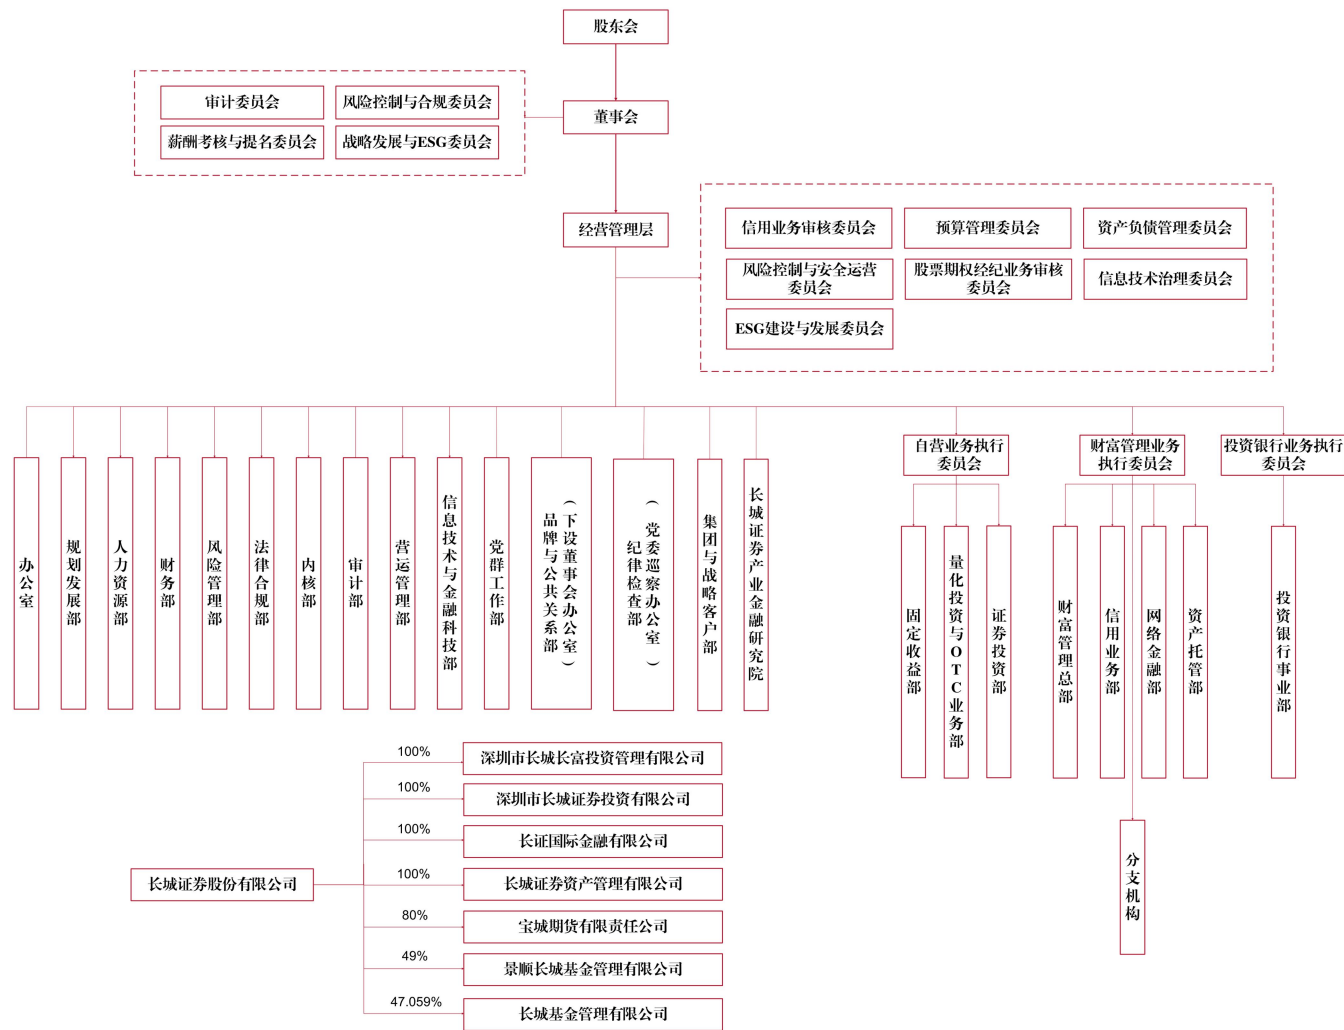 股东会
审计委员会
风险控制与合规委员会
董事会
薪酬考核与提名委员会
战略发展与ESG委员会
经营管理层
信用业务审核委员会
预算管理委员会
资产负债管理委员会
风险控制与安全运营
委员会
股票期权经纪业务审核
委员会
信息技术治理委员会
ESG建设与发展委员会
自营业务执行
委员会
财富管理业务
执行委员会
投资银行业务执行
委员会
办公室
规划发展部
人力资源部
财务部
风险管理部
法律合规部
内核部
审计部
营运管理部
信息技术与金融科技部
党群工作部
品牌与公共关系部
（下设董事会办公室）
纪律检查部
（党委巡察办公室）
集团与战略客户部
长城证券产业金融研究院
固定收益部
量化投资与OTC业务部
证券投资部
财富管理总部
信用业务部
网络金融部
资产托管部
投资银行事业部
分支机构
长城证券股份有限公司
100%
深圳市长城长富投资管理有限公司
100%
深圳市长城证券投资有限公司
100%
长证国际金融有限公司
100%
长城证券资产管理有限公司
80%
宝城期货有限责任公司
49%
景顺长城基金管理有限公司
47.059%
长城基金管理有限公司